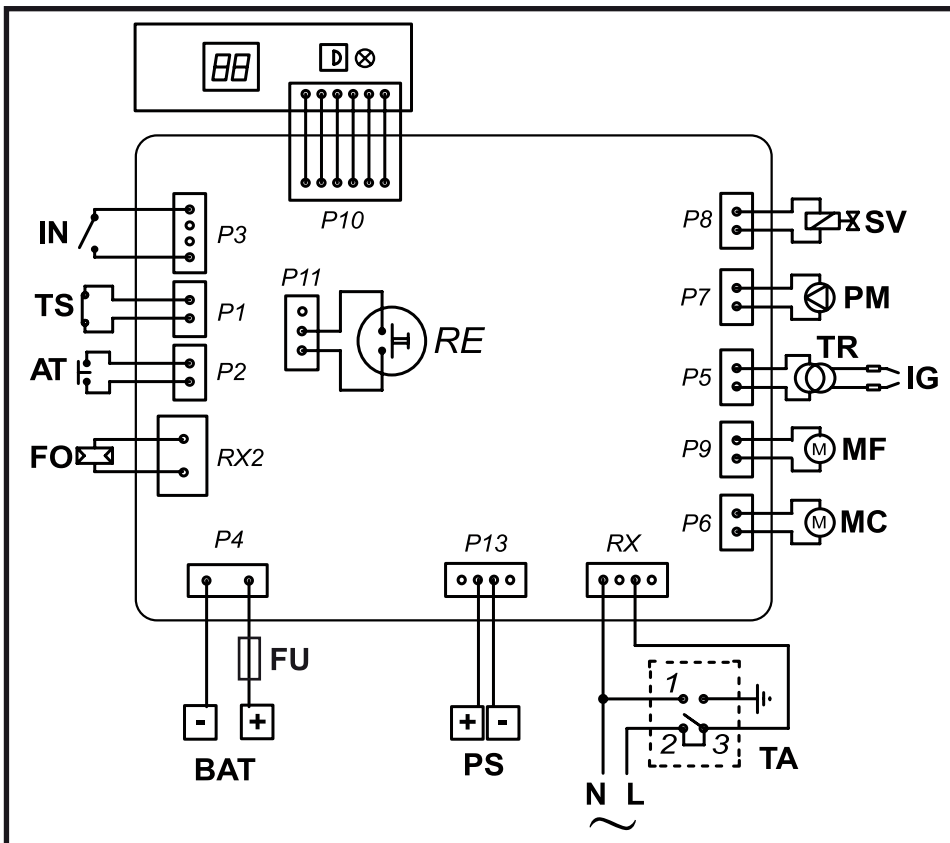 88
P10
IN
P3
P8
SV
P11
TS
P1
P7
PM
RE
AT
P2
TR
P5
IG
FO
RX2
P9
M
MF
P6
M
MC
P4
P13
RX
FU
1
- +
+ -
2 3
TA
BAT
PS
N L